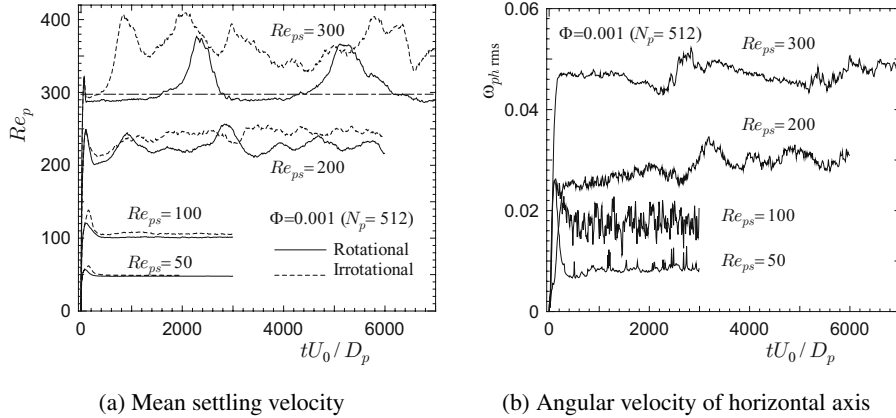 400
300
200
100
0
Re_p
Re_ps=300
Re_ps=200
Re_ps=100
Φ=0.001 (N_p= 512)
Rotational
Irrotational
Re_ps=50
0 2000 4000 6000
tU_0 / D_p
(a) Mean settling velocity
0.06
0.04
0.02
0
ω_ph rms
Φ=0.001 (N_p= 512)
Re_ps=300
Re_ps=200
Re_ps=100
Re_ps=50
0 2000 4000 6000
tU_0 / D_p
(b) Angular velocity of horizontal axis